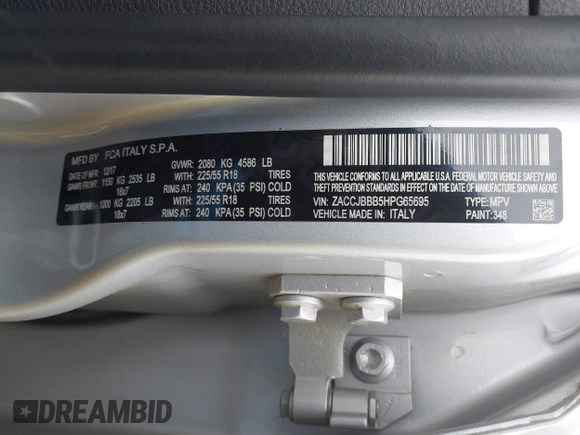 MFD BY FCA ITALY S.P.A.
DATE OF MFR 12/17 GVWR: 2080 KG 4586 LB
GAWR FRONT: 1150 KG 2535 LB WITH 225/55 R18 TIRES
18x7 RIMS AT 240 KPA(35 PSI) COLD
GAWR REAR: 1000 KG 2205 LB WITH 225/55 R18 TIRES
18x7 RIMS AT 240 KPA(35 PSI) COLD
THIS VEHICLE CONFORMS TO ALL APPLICABLE U.S.A. FEDERAL MOTOR VEHICLE
SAFETY, BUMPER, AND THEFT PREVENTION STANDARDS IN EFFECT
ON THE DATE OF MANUFACTURE SHOWN ABOVE.
VIN: ZACCJBBB5HPG65695 TYPE: MPV
VEHICLE MADE IN: ITALY PAINT: 348
DREAMBID